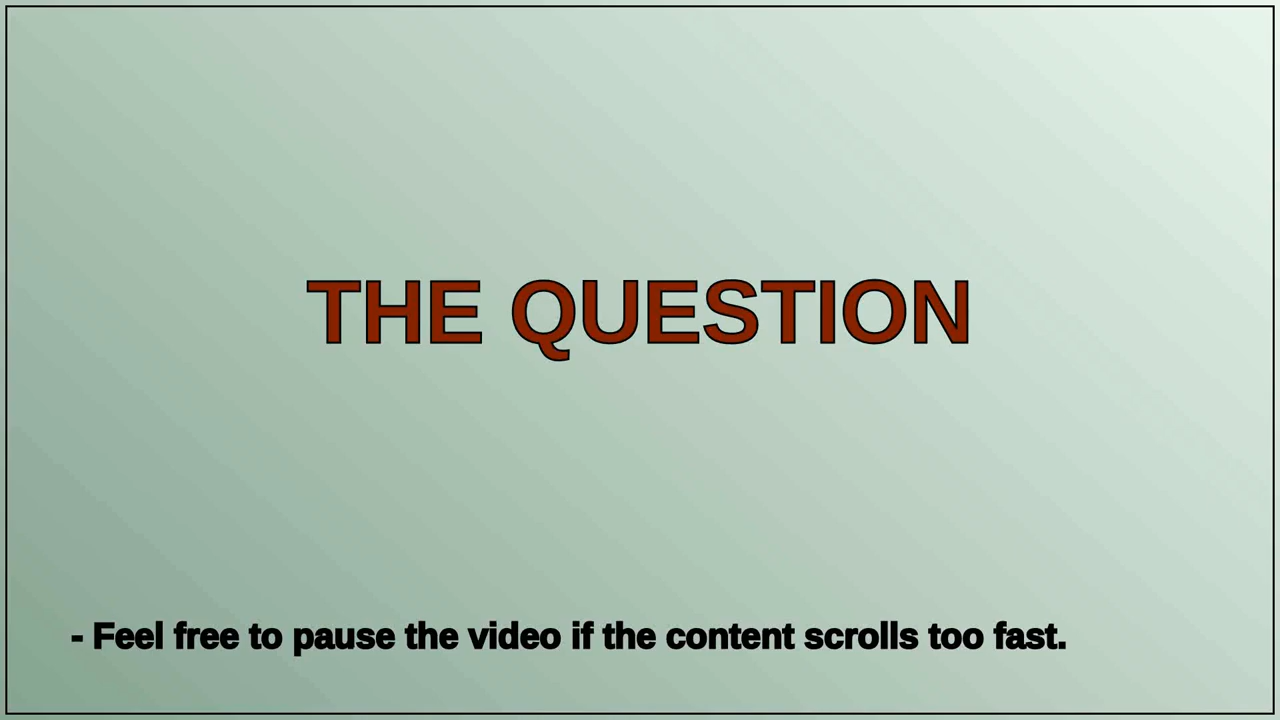 THE QUESTION
- Feel free to pause the video if the content scrolls too fast.